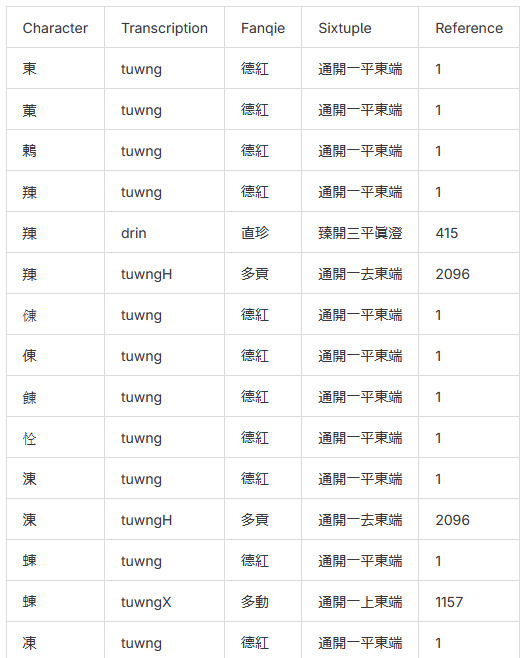 Character Transcription Fanqie Sixtuple Reference
東 tuwng 德紅 通開一平東端 1
菄 tuwng 德紅 通開一平東端 1
鶇 tuwng 德紅 通開一平東端 1
䍶 tuwng 德紅 通開一平東端 1
䍶 drin 直珍 臻開三平眞澄 415
䍶 tuwngH 多貢 通開一去東端 2096
𠍀 tuwng 德紅 通開一平東端 1
倲 tuwng 德紅 通開一平東端 1
𩜍 tuwng 德紅 通開一平東端 1
𢘐 tuwng 德紅 通開一平東端 1
涷 tuwng 德紅 通開一平東端 1
涷 tuwngH 多貢 通開一去東端 2096
蝀 tuwng 德紅 通開一平東端 1
蝀 tuwngX 多動 通開一上東端 1157
凍 tuwng 德紅 通開一平東端 1